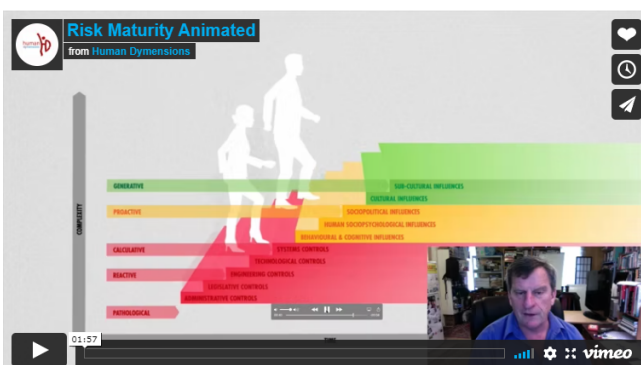 Risk Maturity Animated
from Human Dymensions
human
COMPLEXITY
GENERATIVE
SUB-CULTURAL INFLUENCES
CULTURAL INFLUENCES
PROACTIVE
SOCIOPOLITICAL INFLUENCES
HUMAN SOCIOPSYCHOLOGICAL INFLUENCES
BEHAVIOURAL & COGNITIVE INFLUENCES
CALCULATIVE
SYSTEMS CONTROLS
TECHNOLOGICAL CONTROLS
REACTIVE
ENGINEERING CONTROLS
LEGISLATIVE CONTROLS
ADMINISTRATIVE CONTROLS
PATHOLOGICAL
TIME
01:57
vimeo